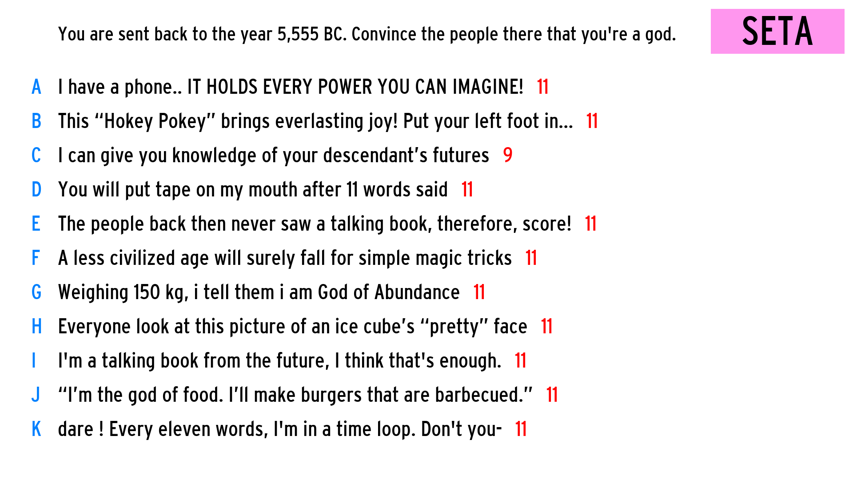 You are sent back to the year 5,555 BC. Convince the people there that you're a god.
SETA
A I have a phone.. IT HOLDS EVERY POWER YOU CAN IMAGINE! 11
B This “Hokey Pokey” brings everlasting joy! Put your left foot in... 11
C I can give you knowledge of your descendant’s futures 9
D You will put tape on my mouth after 11 words said 11
E The people back then never saw a talking book, therefore, score! 11
F A less civilized age will surely fall for simple magic tricks 11
G Weighing 150 kg, i tell them i am God of Abundance 11
H Everyone look at this picture of an ice cube’s “pretty” face 11
I I'm a talking book from the future, I think that's enough. 11
J “I’m the god of food. I’ll make burgers that are barbecued.” 11
K dare ! Every eleven words, I'm in a time loop. Don't you- 11